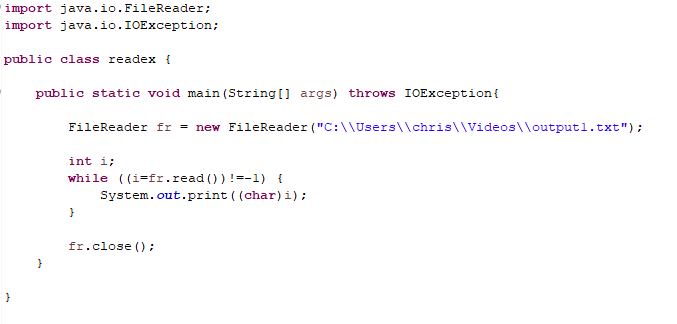 import java.io.FileReader;
import java.io.IOException;
public class readex {
public static void main(String[] args) throws IOException{
FileReader fr = new FileReader("C:\\Users\\chris\\Videos\\output1.txt");
int i;
while ((i=fr.read())!=-1) {
System.out.print((char)i);
}
fr.close();
}
}